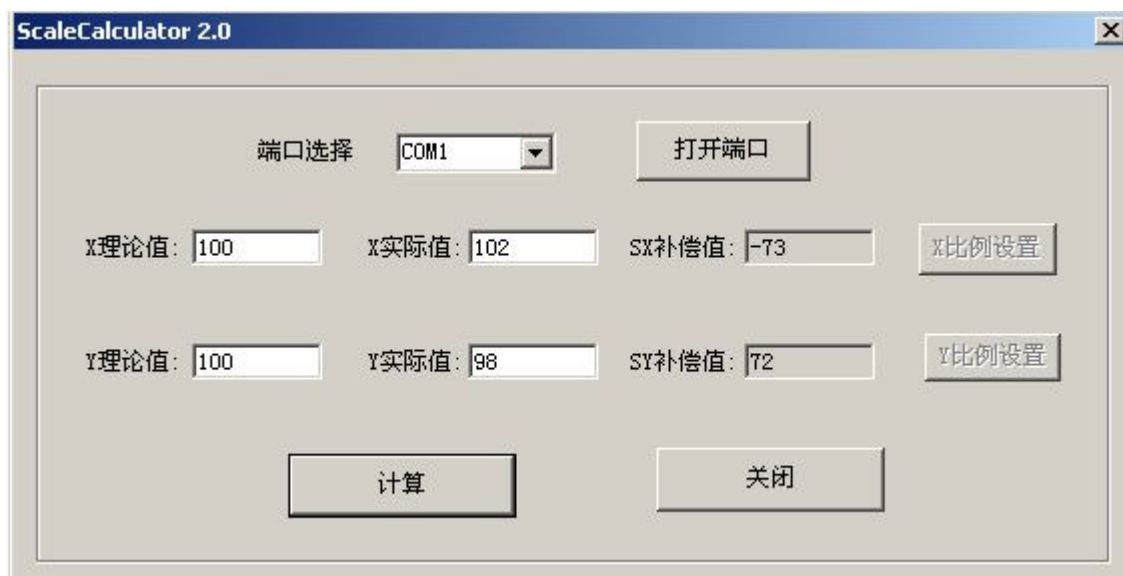 ScaleCalculator 2.0
端口选择 COM1 打开端口
X理论值: 100 X实际值: 102 SX补偿值: -73 X比例设置
Y理论值: 100 Y实际值: 98 SY补偿值: 72 Y比例设置
计算 关闭